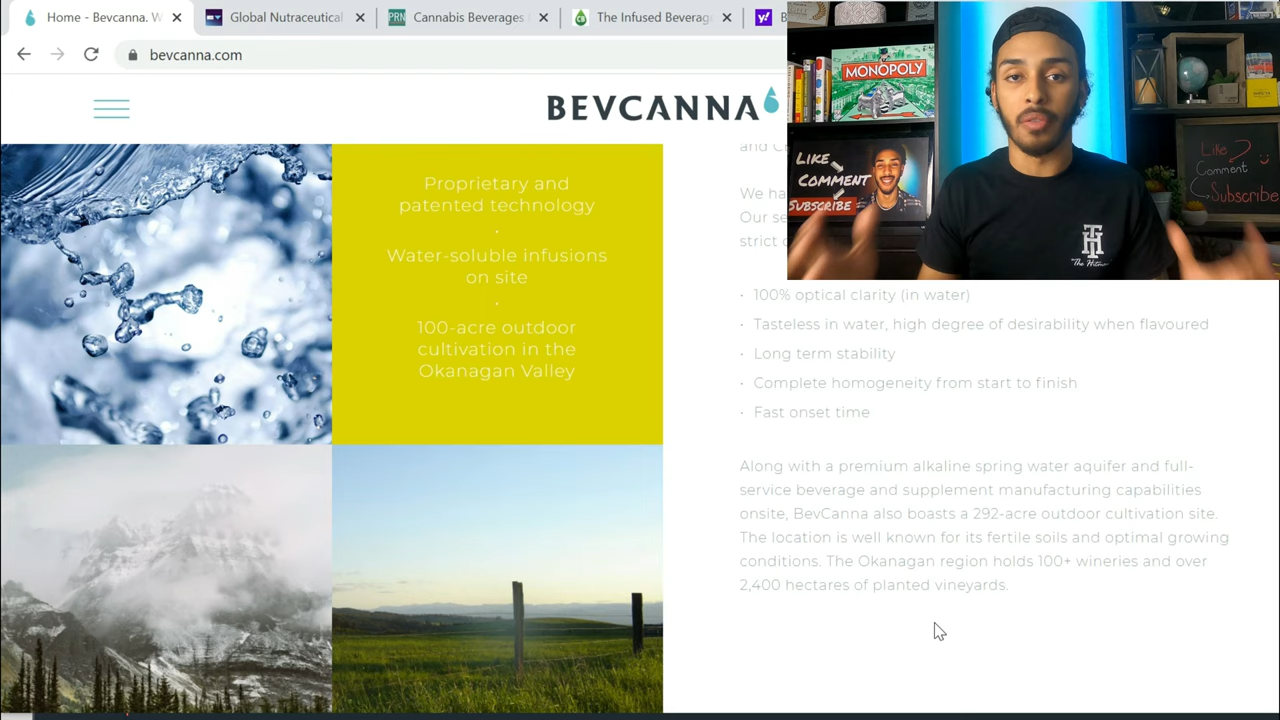 Home - Bevcanna. W
Global Nutraceutical
Cannabis Beverages
The Infused Beverag
B
bevcanna.com
BEVCANNA
Proprietary and
patented technology
·
Water-soluble infusions
on site
·
100-acre outdoor
cultivation in the
Okanagan Valley
We ha
Our se
strict
· 100% optical clarity (in water)
· Tasteless in water, high degree of desirability when flavoured
· Long term stability
· Complete homogeneity from start to finish
· Fast onset time
Along with a premium alkaline spring water aquifer and full-
service beverage and supplement manufacturing capabilities
onsite, BevCanna also boasts a 292-acre outdoor cultivation site.
The location is well known for its fertile soils and optimal growing
conditions. The Okanagan region holds 100+ wineries and over
2,400 hectares of planted vineyards.
MONOPOLY
LIKE
COMMENT
SUBSCRIBE
Like?
Comment
Subscribe
TH
"The Hitman